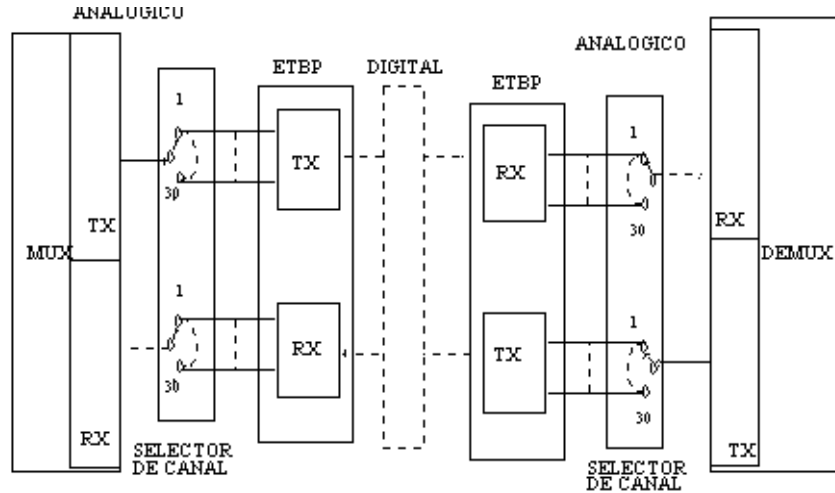 ANALOGICO
ETBP
DIGITAL
ANALOGICO
ETBP
1
1
TX
RX
30
30
TX
RX
MUX
DEMUX
1
1
RX
TX
30
30
RX
TX
SELECTOR
DE CANAL
SELECTOR
DE CANAL